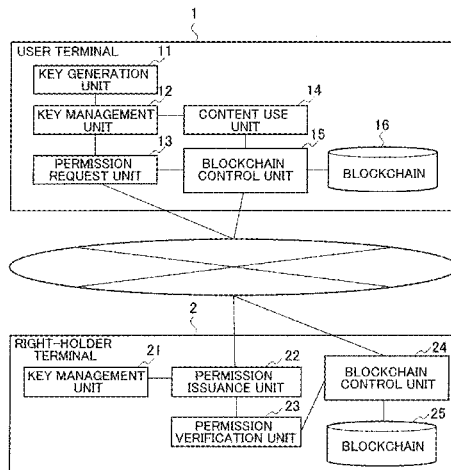 1
USER TERMINAL
11
KEY GENERATION
UNIT
12
KEY MANAGEMENT
UNIT
13
PERMISSION
REQUEST UNIT
14
CONTENT USE
UNIT
15
BLOCKCHAIN
CONTROL UNIT
16
BLOCKCHAIN
2
RIGHT-HOLDER
TERMINAL
21
KEY MANAGEMENT
UNIT
22
PERMISSION
ISSUANCE UNIT
23
PERMISSION
VERIFICATION UNIT
24
BLOCKCHAIN
CONTROL UNIT
25
BLOCKCHAIN